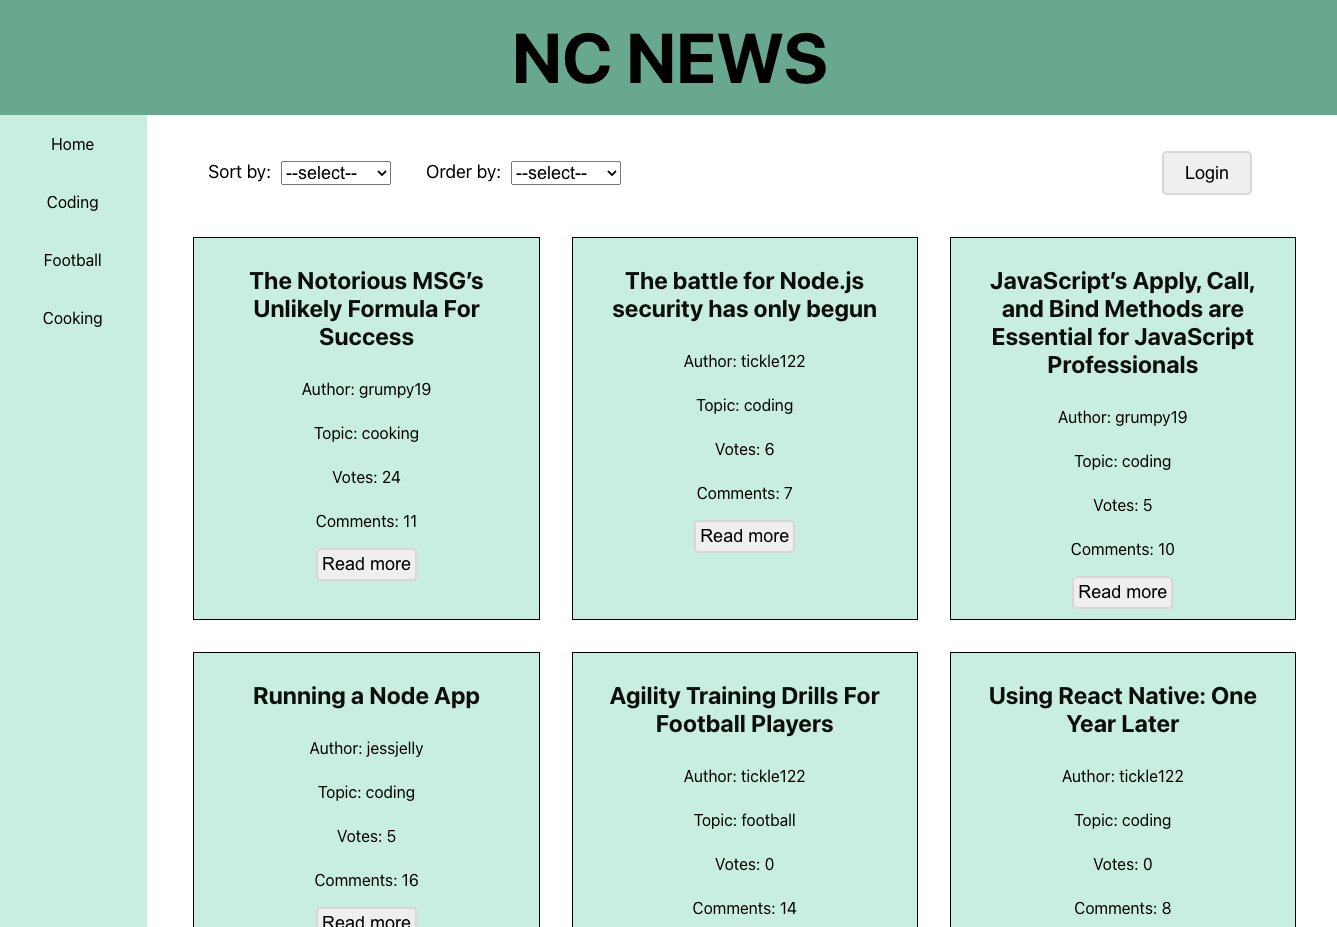 NC NEWS
Home
Coding
Football
Cooking
Sort by: --select-- Order by: --select--
Login
The Notorious MSG’s
Unlikely Formula For
Success
Author: grumpy19
Topic: cooking
Votes: 24
Comments: 11
Read more
The battle for Node.js
security has only begun
Author: tickle122
Topic: coding
Votes: 6
Comments: 7
Read more
JavaScript’s Apply, Call,
and Bind Methods are
Essential for JavaScript
Professionals
Author: grumpy19
Topic: coding
Votes: 5
Comments: 10
Read more
Running a Node App
Author: jessjelly
Topic: coding
Votes: 5
Comments: 16
Read more
Agility Training Drills For
Football Players
Author: tickle122
Topic: football
Votes: 0
Comments: 14
Using React Native: One
Year Later
Author: tickle122
Topic: coding
Votes: 0
Comments: 8